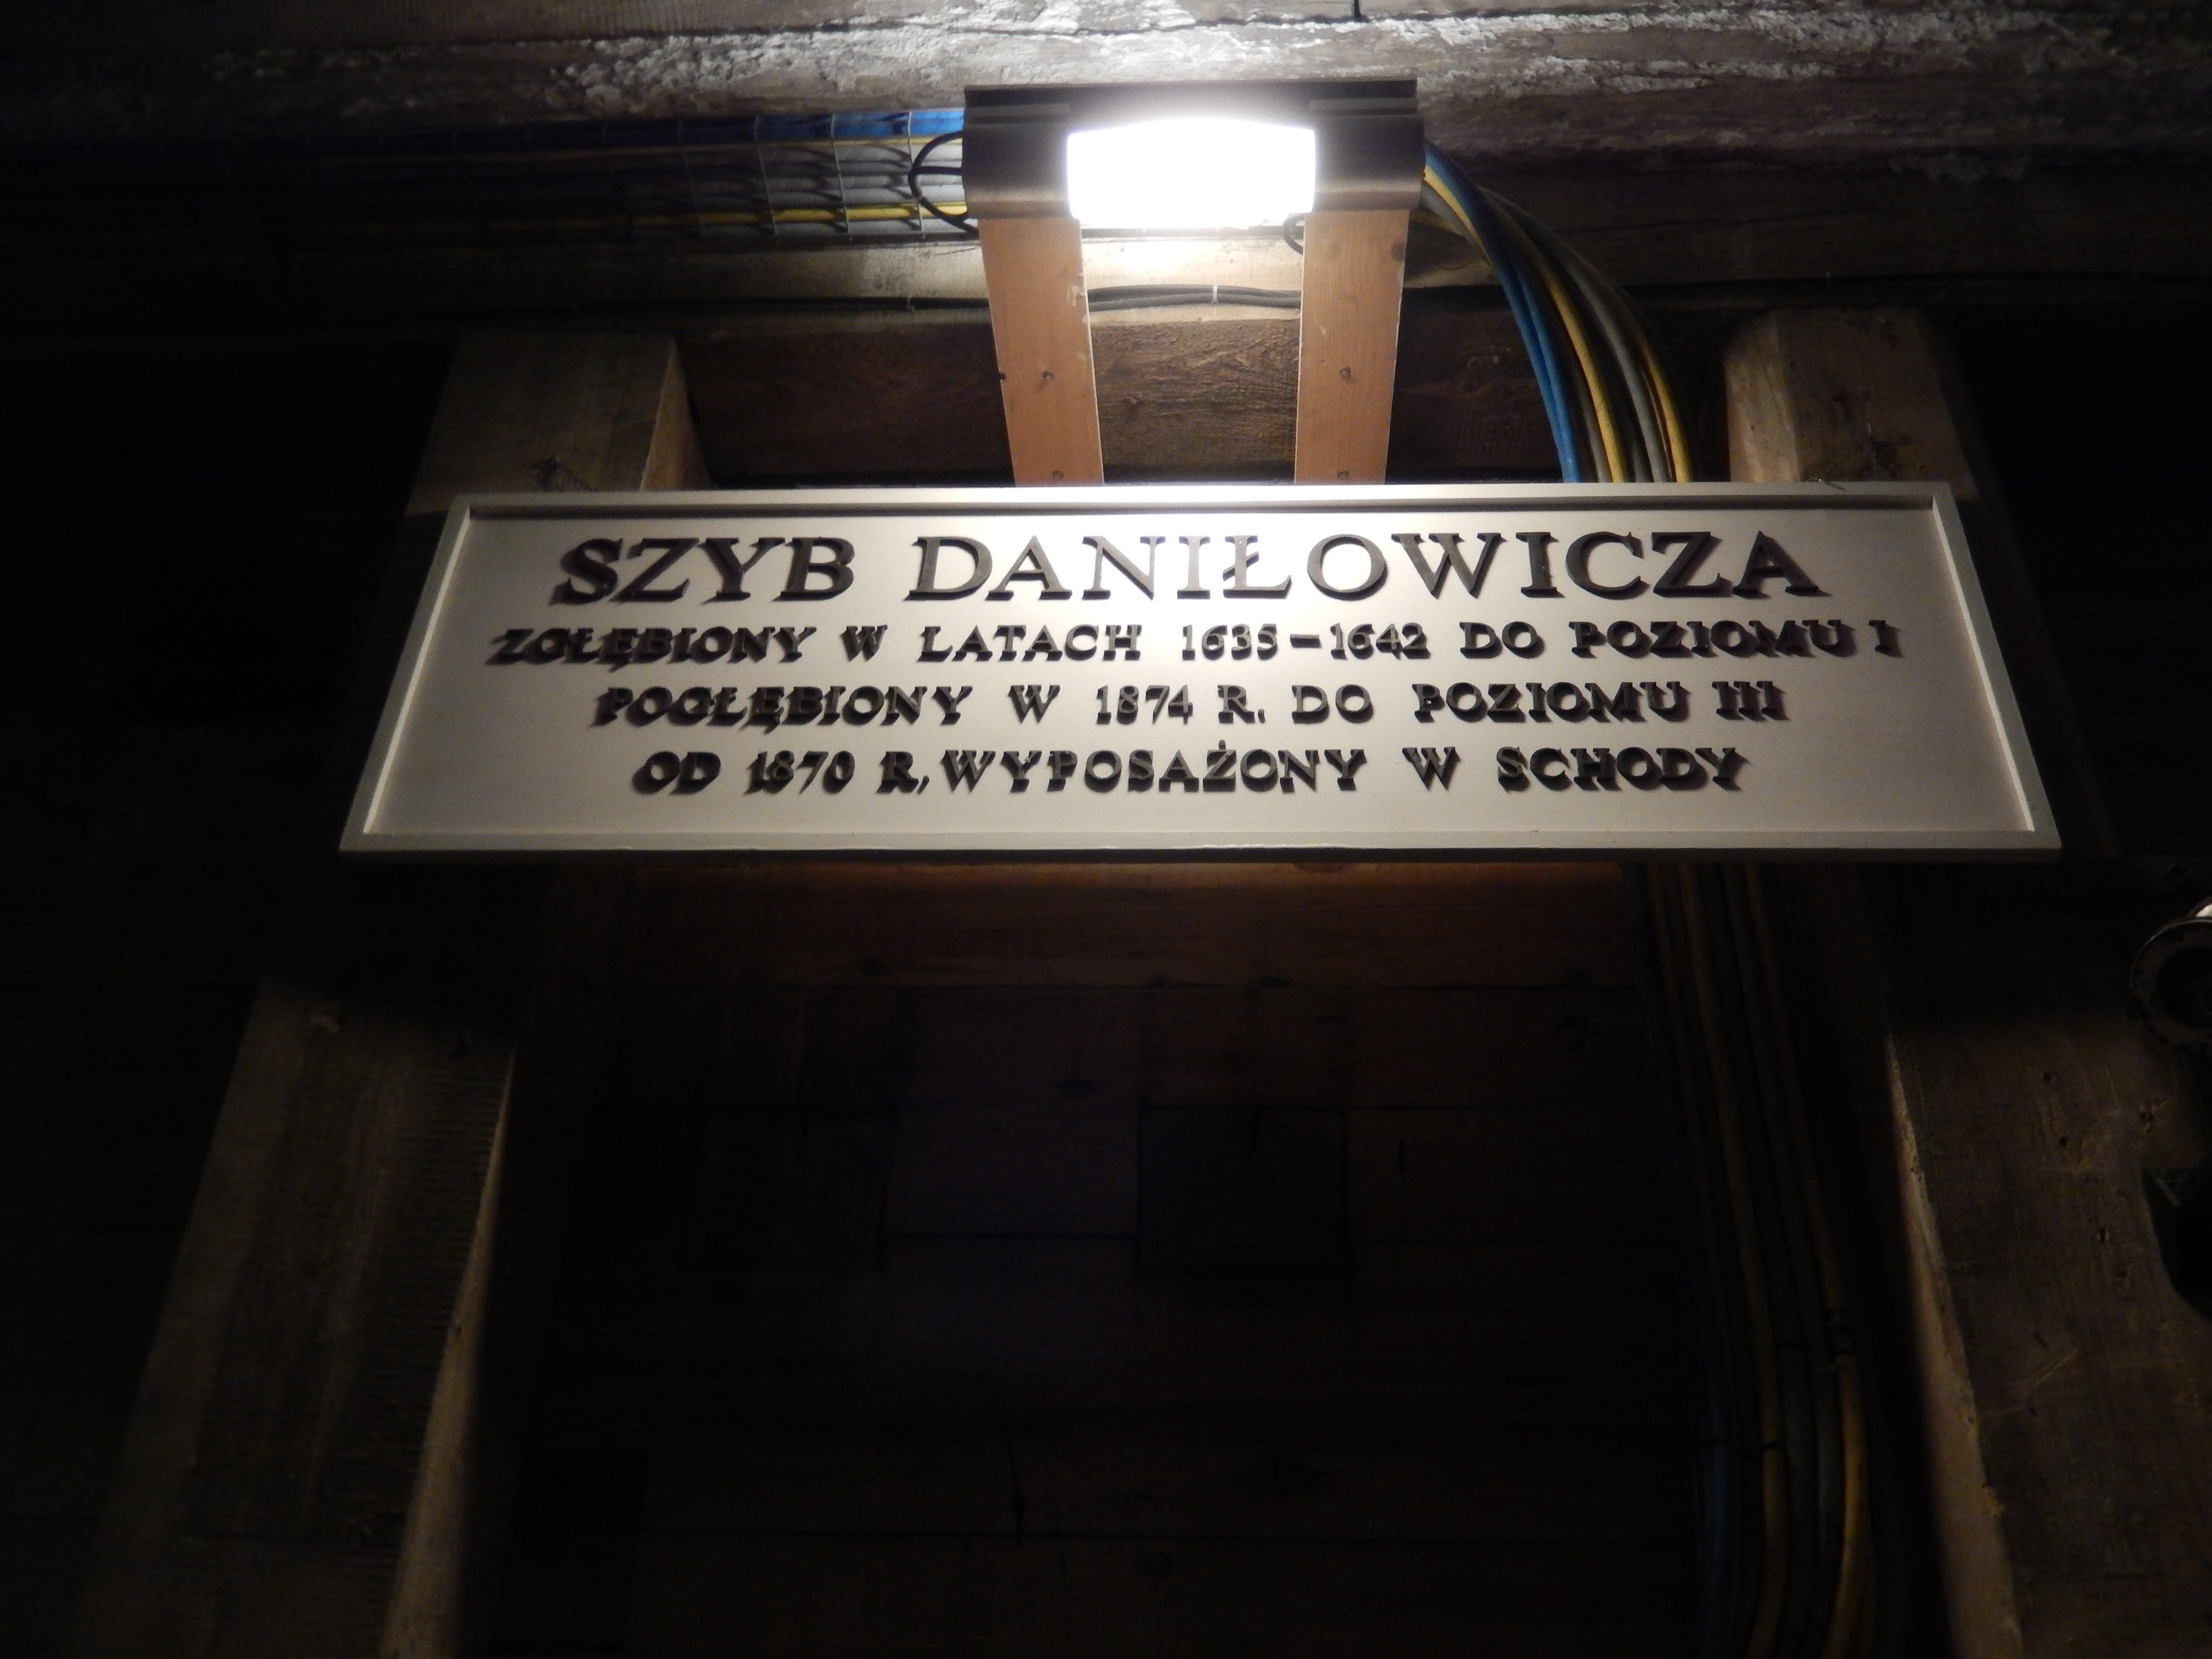 SZYB DANIŁOWICZA
ZGŁĘBIONY W LATACH 1635-1642 DO POZIOMU I
POGŁĘBIONY W 1874 R. DO POZIOMU III
OD 1870 R, WYPOSAŻONY W SCHODY